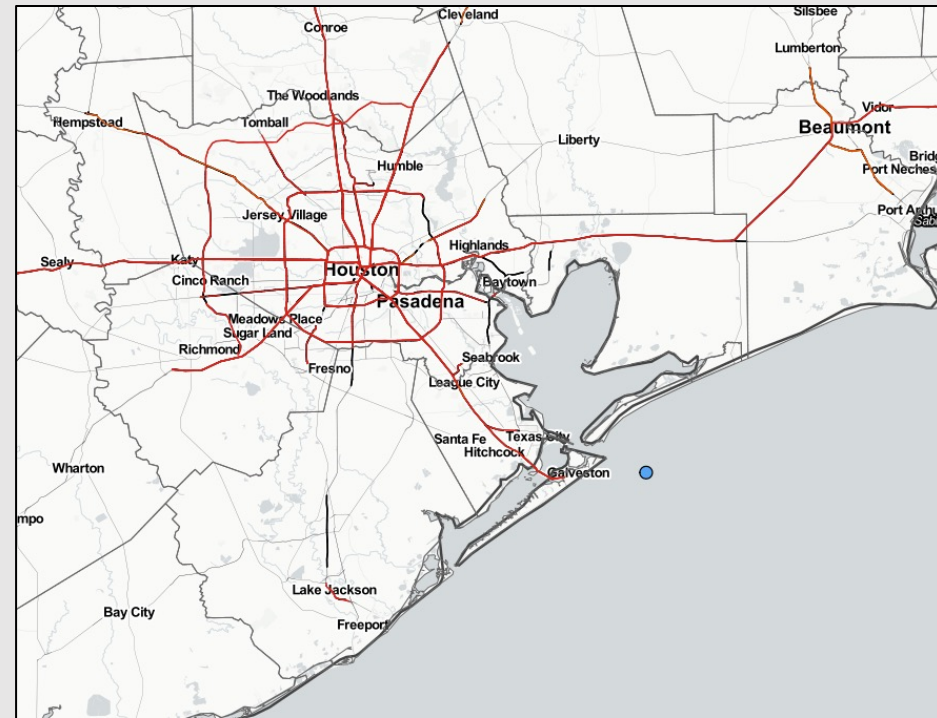 Cleveland
Silsbee
Conroe
Lumberton
The Woodlands
Vidor
Hempstead
Tomball
Beaumont
Liberty
Humble
Port Neches
Port
Jersey Village
Highlands
Sealy
Katy
Houston
Cinco Ranch
Baytown
Pasadena
Meadows Place
Sugar Land
Richmond
Seabrook
Fresno
League City
Santa Fe
Texas City
Hitchcock
Wharton
Galveston
mpo
Lake Jackson
Bay City
Freeport